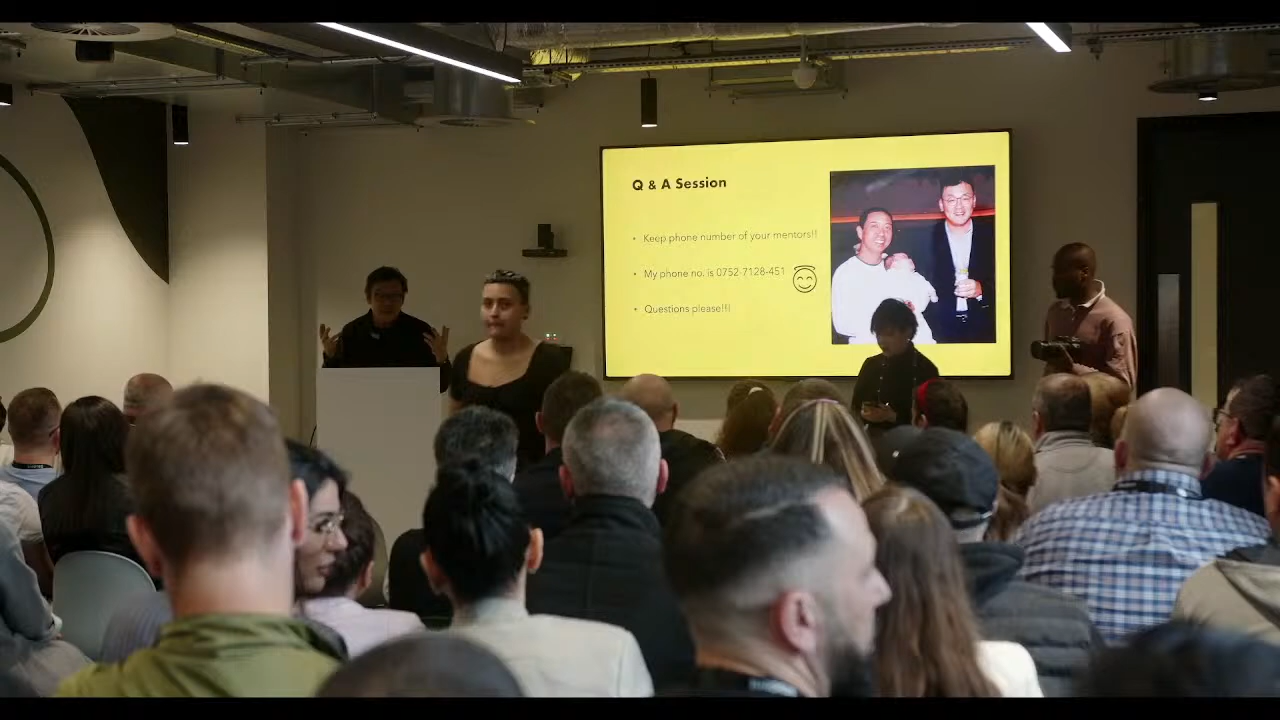 Q & A Session
• Keep phone number of your mentors!!
• My phone no. is 0752-7128-451
• Questions please!!!